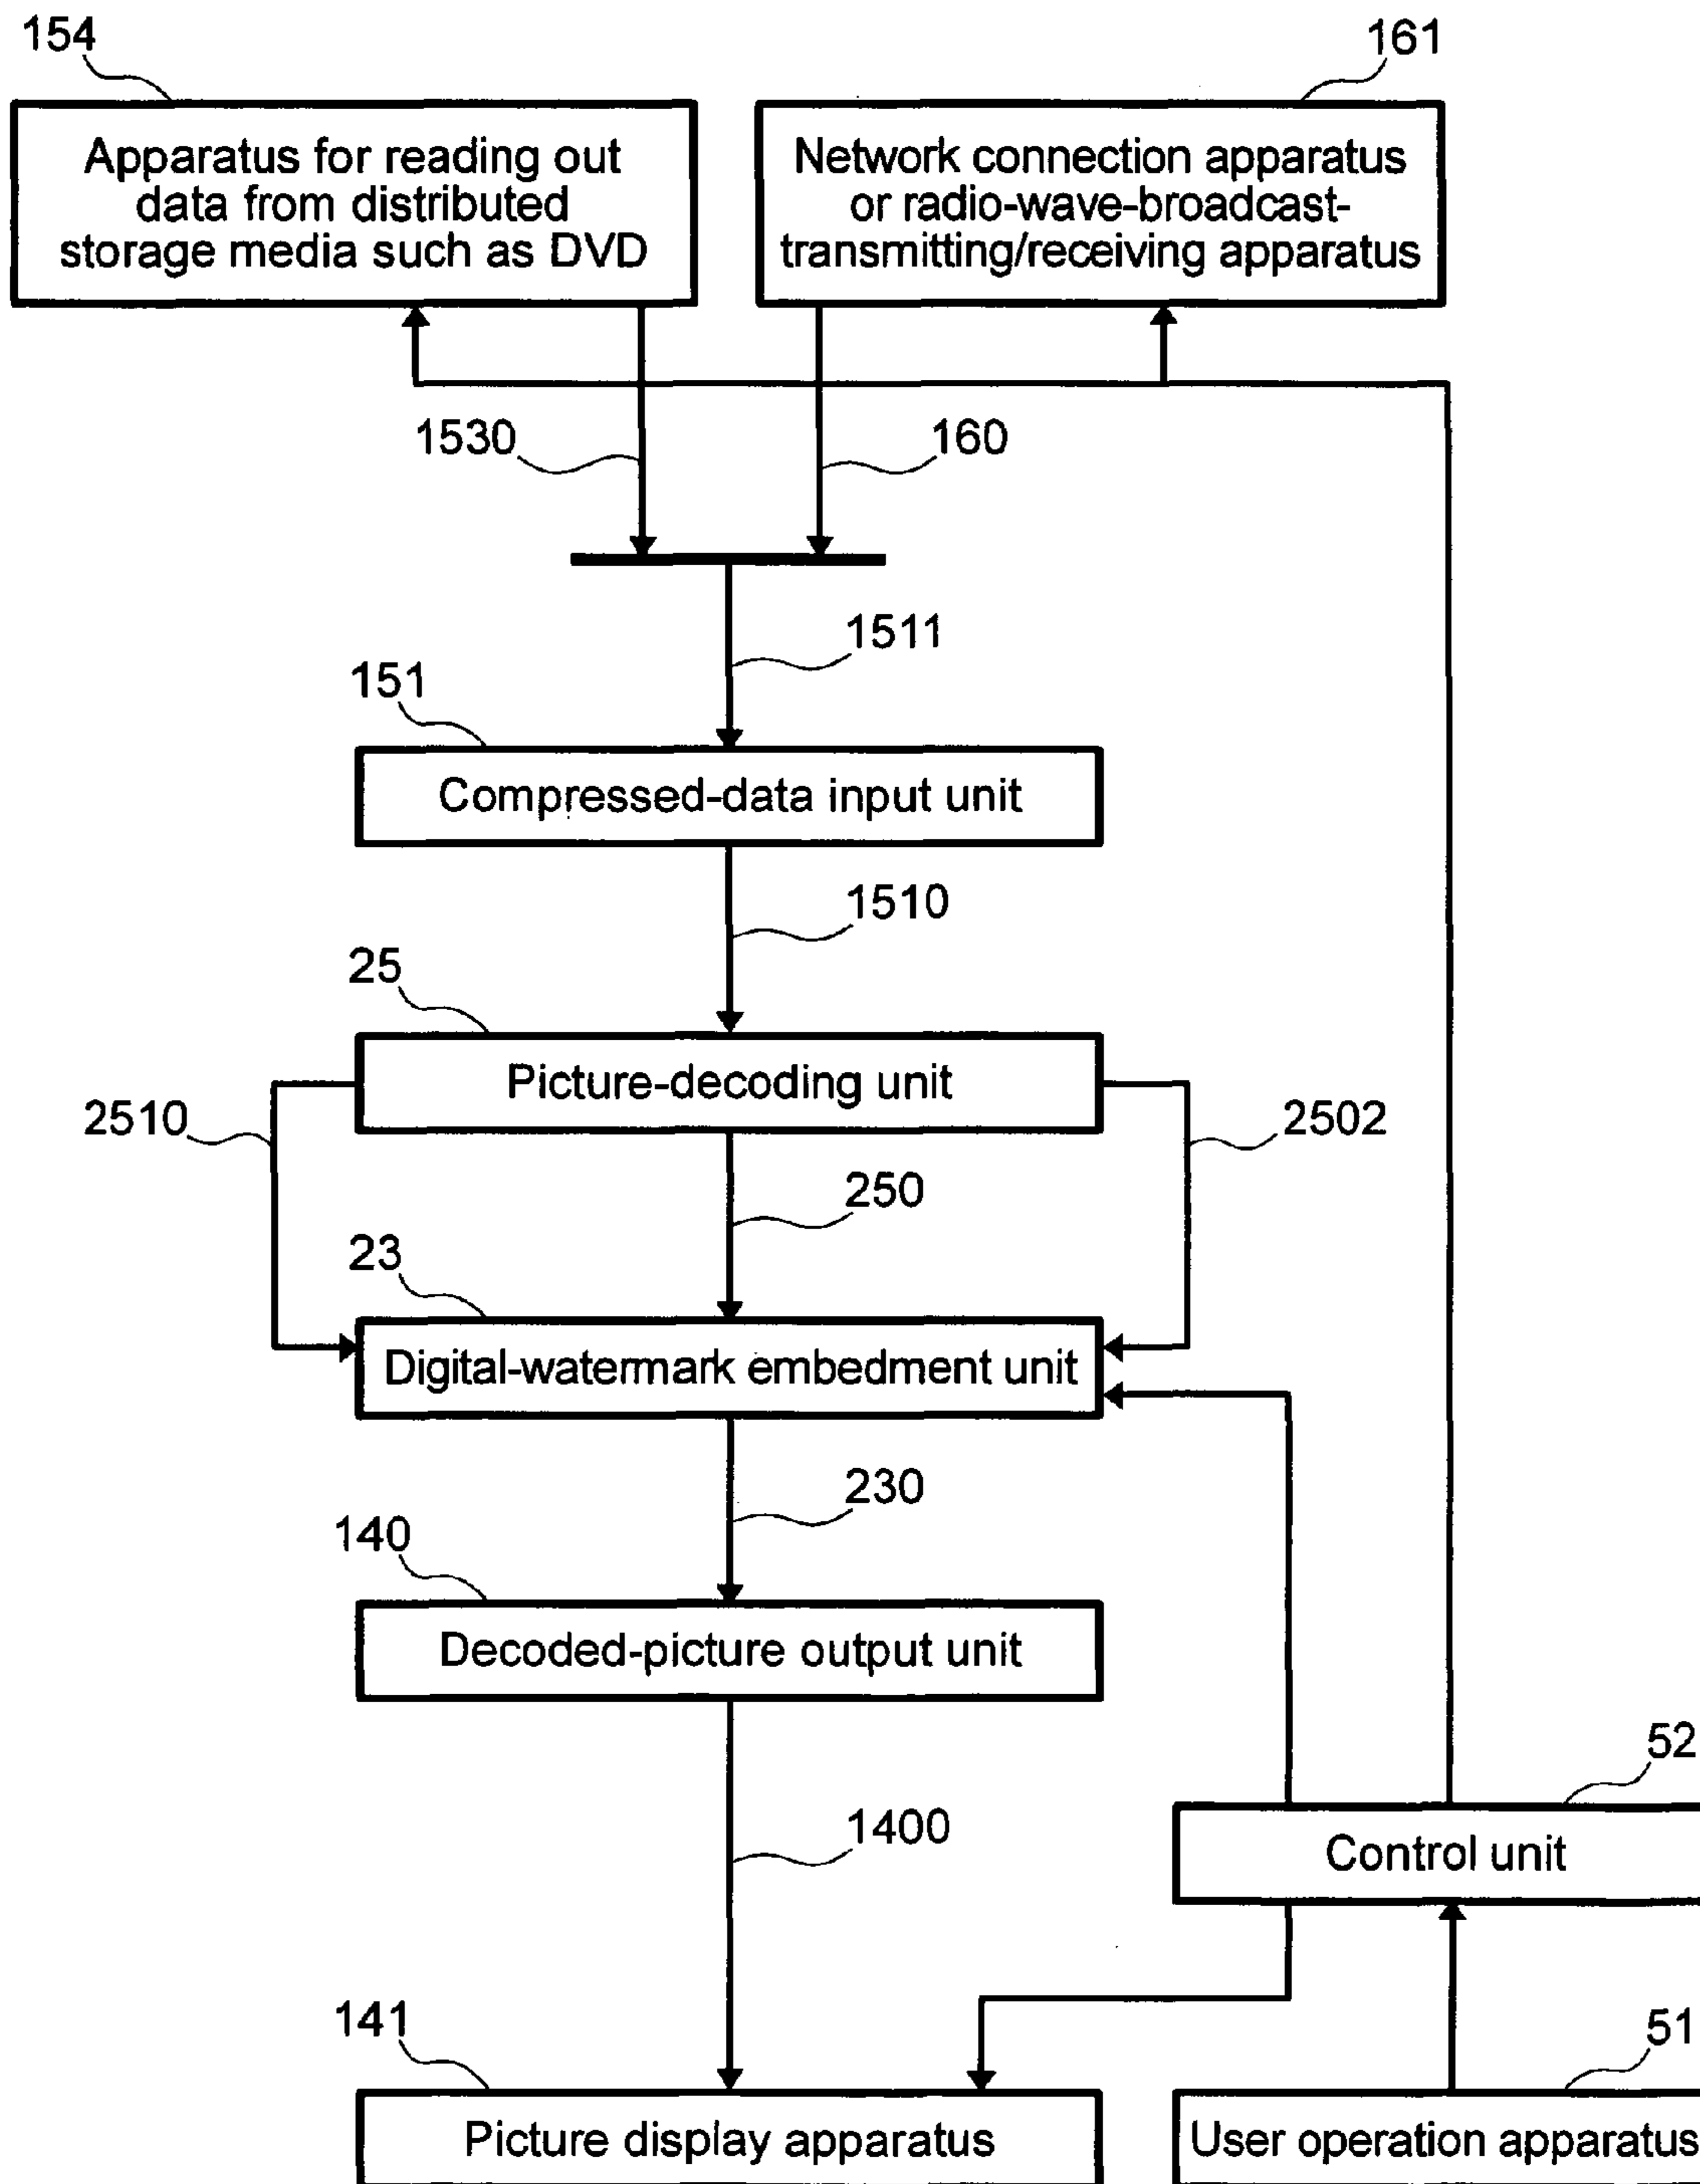 154
161
Apparatus for reading out
data from distributed
storage media such as DVD
Network connection apparatus
or radio-wave-broadcast-
transmitting/receiving apparatus
1530
160
1511
151
Compressed-data input unit
1510
25
Picture-decoding unit
2510
2502
250
23
Digital-watermark embedment unit
230
140
Decoded-picture output unit
52
1400
Control unit
141
51
Picture display apparatus
User operation apparatus